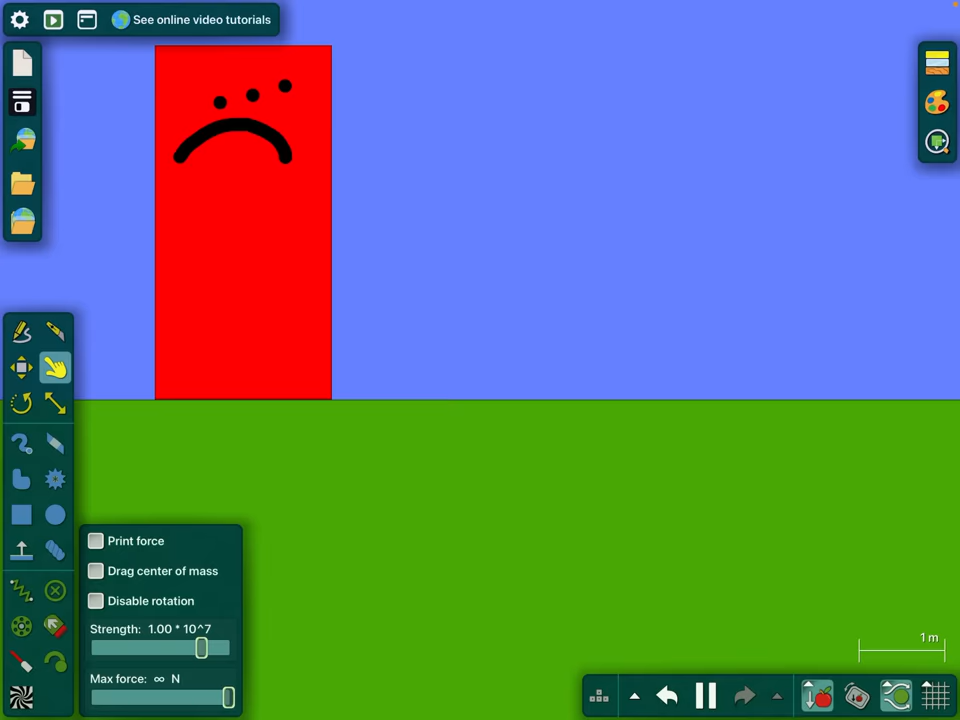 See online video tutorials
Print force
Drag center of mass
Disable rotation
Strength: 1.00 * 10^7
Max force: ∞ N
1 m